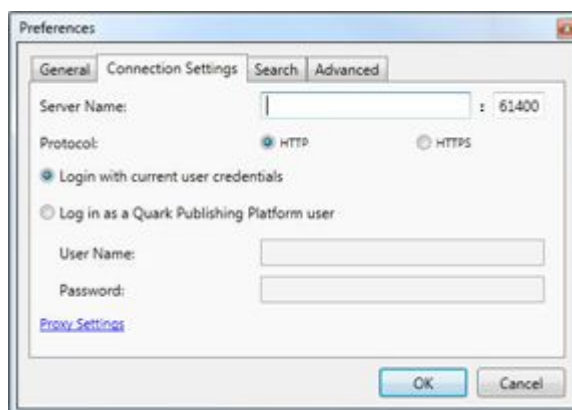 Preferences
General Connection Settings Search Advanced
Server Name: : 61400
Protocol: HTTP HTTPS
Login with current user credentials
Log in as a Quark Publishing Platform user
User Name:
Password:
Proxy Settings
OK Cancel